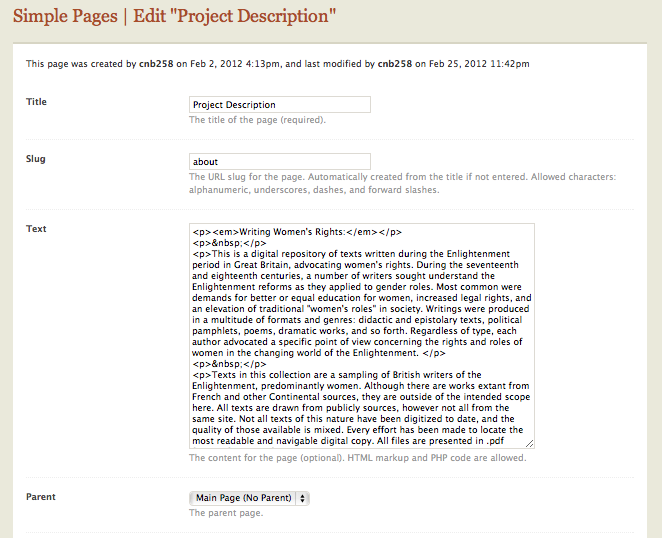 Simple Pages | Edit "Project Description"
This page was created by cnb258 on Feb 2, 2012 4:13pm, and last modified by cnb258 on Feb 25, 2012 11:42pm
Title
Project Description
The title of the page (required).
Slug
about
The URL slug for the page. Automatically created from the title if not entered. Allowed characters:
alphanumeric, underscores, dashes, and forward slashes.
Text
<p><em>Writing Women's Rights:</em></p>
<p>&nbsp;</p>
<p>This is a digital repository of texts written during the Enlightenment
period in Great Britain, advocating women's rights. During the seventeenth
and eighteenth centuries, a number of writers sought understand the
Enlightenment reforms as they applied to gender roles. Most common were
demands for better or equal education for women, increased legal rights, and
an elevation of traditional "women's roles" in society. Writings were produced
in a multitude of formats and genres: didactic and epistolary texts, political
pamphlets, poems, dramatic works, and so forth. Regardless of type, each
author advocated a specific point of view concerning the rights and roles of
women in the changing world of the Enlightenment. </p>
<p>&nbsp;</p>
<p>Texts in this collection are a sampling of British writers of the
Enlightenment, predominantly women. Although there are works extant from
French and other Continental sources, they are outside of the intended scope
here. All texts are drawn from publicly sources, however not all from the
same site. Not all texts of this nature have been digitized to date, and the
quality of those available is mixed. Every effort has been made to locate the
most readable and navigable digital copy. All files are presented in .pdf
The content for the page (optional). HTML markup and PHP code are allowed.
Parent
Main Page (No Parent)
The parent page.